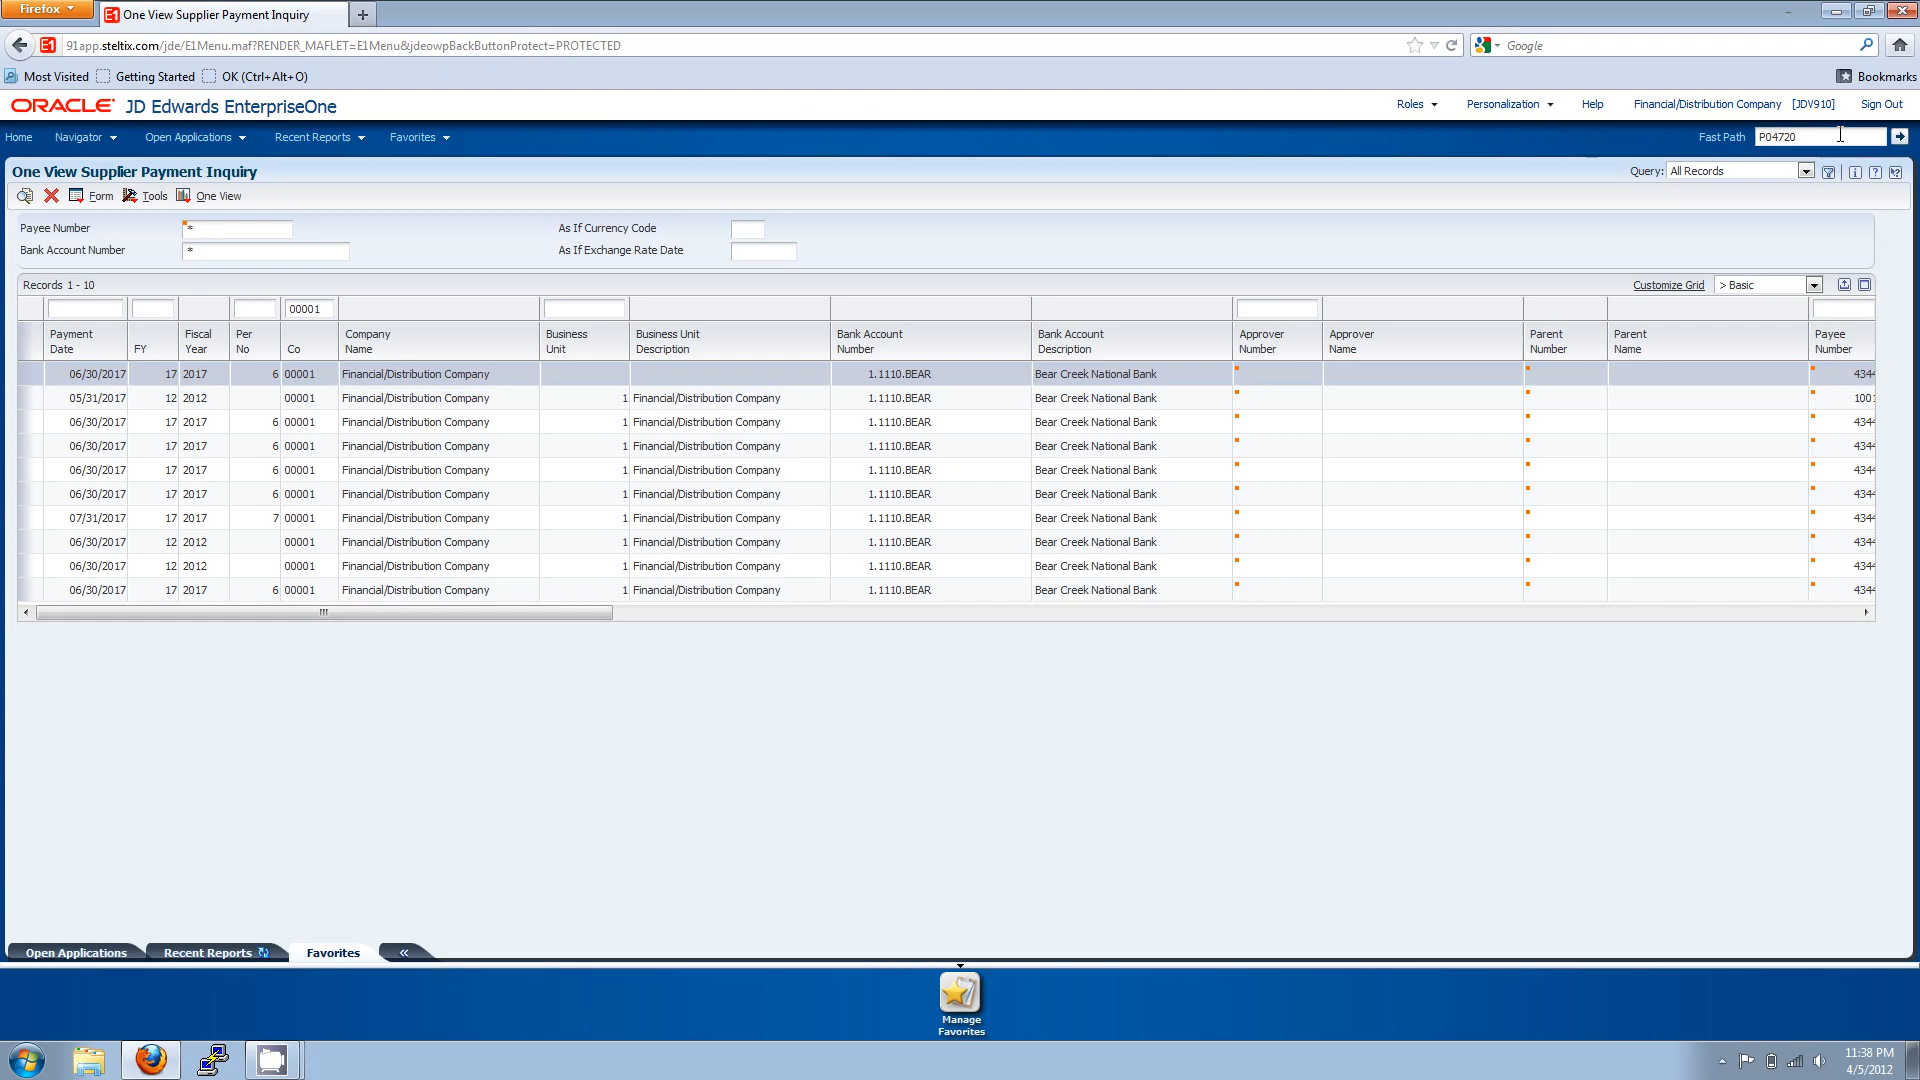 Firefox
One View Supplier Payment Inquiry
91app.steltix.com/jde/E1Menu.maf?RENDER_MAFLET=E1Menu&jdeowpBackButtonProtect=PROTECTED
Google
Most Visited Getting Started OK (Ctrl+Alt+O) Bookmarks
ORACLE JD Edwards EnterpriseOne
Roles Personalization Help Financial/Distribution Company [JDV910] Sign Out
Home Navigator Open Applications Recent Reports Favorites Fast Path P04720
One View Supplier Payment Inquiry Query: All Records
Form Tools One View
Payee Number * As If Currency Code
Bank Account Number * As If Exchange Rate Date
Records 1 - 10 Customize Grid > Basic
00001
Payment Date FY Fiscal Year Per No Co Company Name Business Unit Business Unit Description Bank Account Number Bank Account Description Approver Number Approver Name Parent Number Parent Name Payee Number
06/30/2017 17 2017 6 00001 Financial/Distribution Company 1.1110.BEAR Bear Creek National Bank 434
05/31/2017 12 2012 00001 Financial/Distribution Company 1 Financial/Distribution Company 1.1110.BEAR Bear Creek National Bank 100
06/30/2017 17 2017 6 00001 Financial/Distribution Company 1 Financial/Distribution Company 1.1110.BEAR Bear Creek National Bank 434
06/30/2017 17 2017 6 00001 Financial/Distribution Company 1 Financial/Distribution Company 1.1110.BEAR Bear Creek National Bank 434
06/30/2017 17 2017 6 00001 Financial/Distribution Company 1 Financial/Distribution Company 1.1110.BEAR Bear Creek National Bank 434
06/30/2017 17 2017 6 00001 Financial/Distribution Company 1 Financial/Distribution Company 1.1110.BEAR Bear Creek National Bank 434
07/31/2017 17 2017 7 00001 Financial/Distribution Company 1 Financial/Distribution Company 1.1110.BEAR Bear Creek National Bank 434
06/30/2017 12 2012 00001 Financial/Distribution Company 1 Financial/Distribution Company 1.1110.BEAR Bear Creek National Bank 434
06/30/2017 12 2012 00001 Financial/Distribution Company 1 Financial/Distribution Company 1.1110.BEAR Bear Creek National Bank 434
06/30/2017 17 2017 6 00001 Financial/Distribution Company 1 Financial/Distribution Company 1.1110.BEAR Bear Creek National Bank 434
Open Applications Recent Reports Favorites «
Manage
Favorites
11:38 PM
4/5/2012